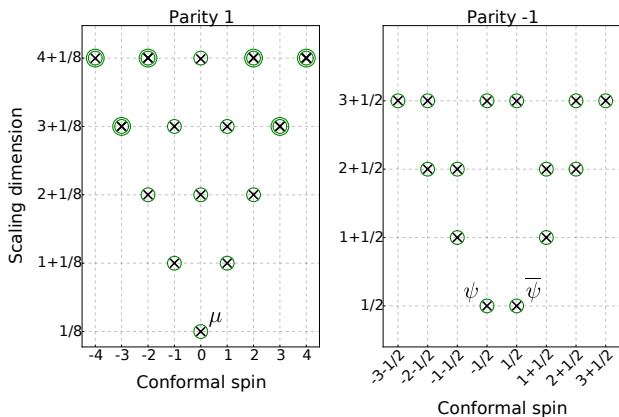 Parity 1
Parity -1
Scaling dimension
4+1/8
3+1/8
2+1/8
1+1/8
1/8
μ
-4 -3 -2 -1 0 1 2 3 4
Conformal spin
3+1/2
2+1/2
1+1/2
1/2
ψ ψ̅
-3-1/2 -2-1/2 -1-1/2 -1/2 1/2 1+1/2 2+1/2 3+1/2
Conformal spin